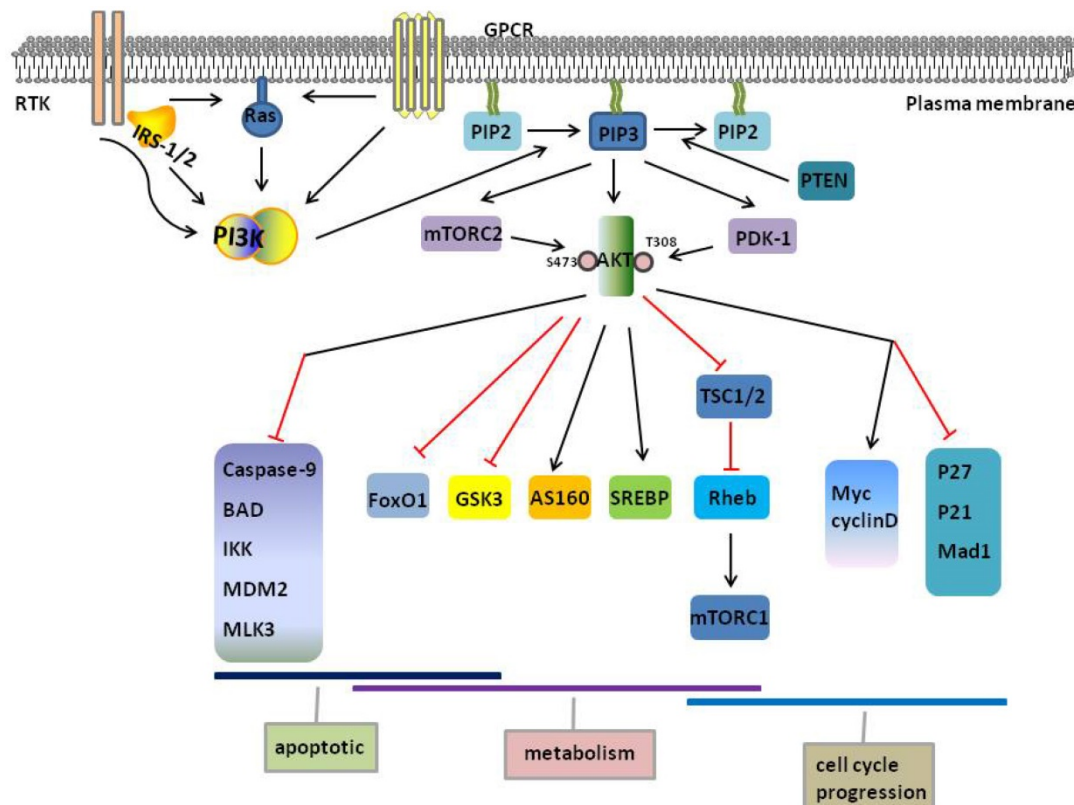 GPCR
RTK
Plasma membrane
Ras
IRS-1/2
PIP2
PIP3
PIP2
PTEN
PI3K
mTORC2
PDK-1
S473
AKT
T308
TSC1/2
Caspase-9
BAD
IKK
MDM2
MLK3
FoxO1
GSK3
AS160
SREBP
Rheb
Myc
cyclinD
P27
P21
Mad1
mTORC1
apoptotic
metabolism
cell cycle
progression